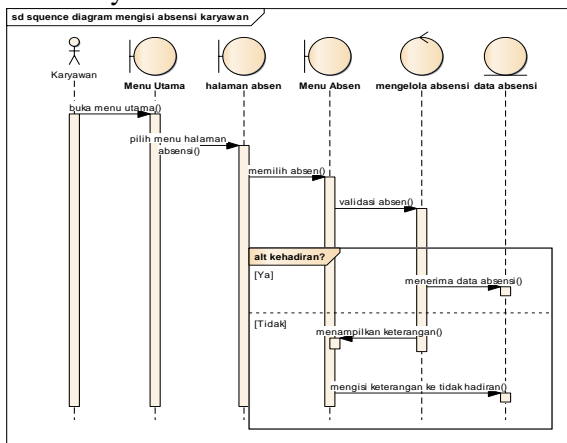 sd squence diagram mengisi absensi karyawan
Karyawan
Menu Utama
halaman absen
Menu Absen
mengelola absensi
data absensi
buka menu utama()
pilih menu halaman
absensi()
memilih absen()
validasi absen()
alt kehadiran?
[Ya]
menerima data absensi()
[Tidak]
menampilkan keterangan()
mengisi keterangan ke tidak hadiran()